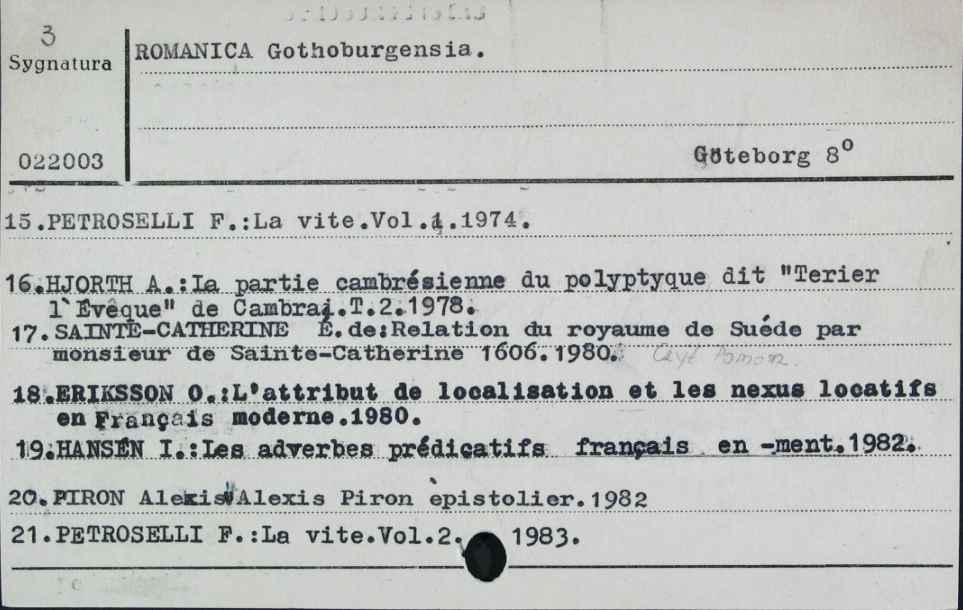 3
Sygnatura
ROMANICA Gothoburgensia.
022003
Göteborg 8º
15.PETROSELLI F.:La vite.Vol.1.1974.
16.HJORTH A.:La partie cambrésienne du polyptyque dit "Terier
l`Evêque" de Cambrai.T.2.1978.
17.SAINTE-CATHERINE É.de:Relation du royaume de Suéde par
monsieur de Sainte-Catherine 1606.1980.
18.ERIKSSON O.:L'attribut de localisation et les nexus locatifs
en Français moderne.1980.
19.HANSÉN I.:Les adverbes prédicatifs français en -ment.1982.
20.PIRON Alexis Alexis Piron èpistolier.1982
21.PETROSELLI F.:La vite.Vol.2. 1983.